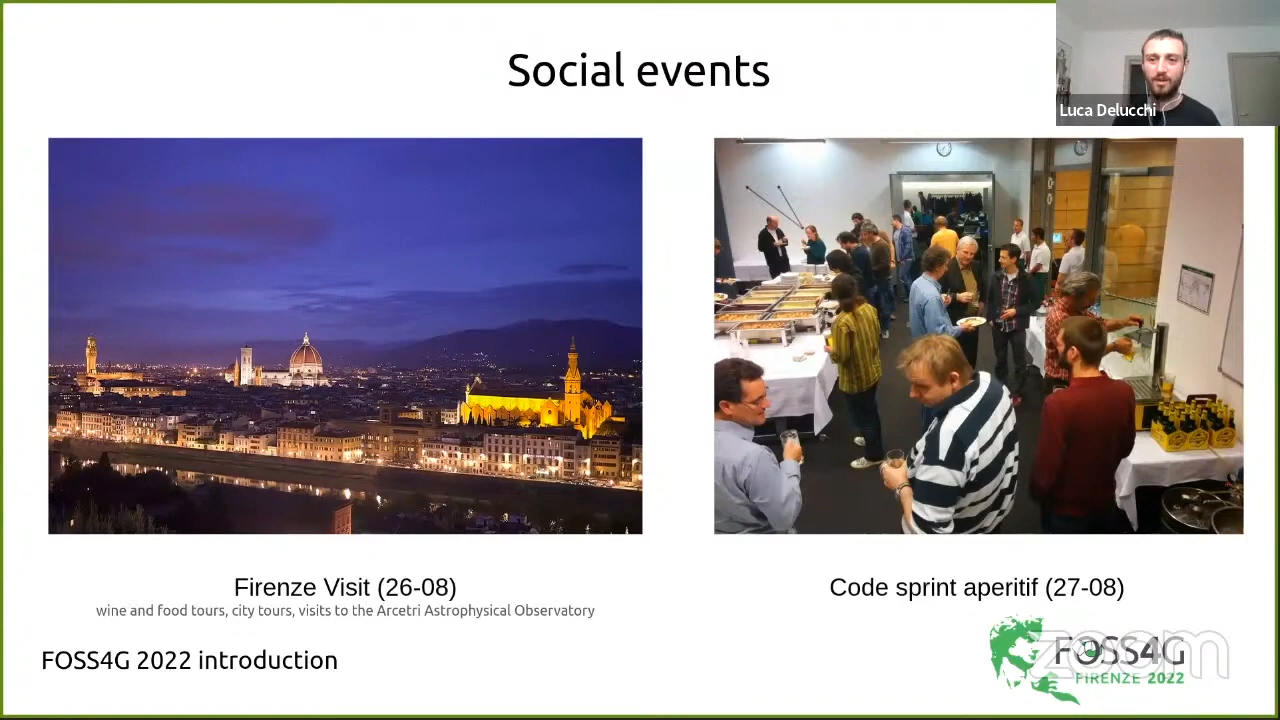 Social events
Luca Delucchi
Firenze Visit (26-08)
wine and food tours, city tours, visits to the Arcetri Astrophysical Observatory
Code sprint aperitif (27-08)
FOSS4G 2022 introduction
FOSS4G
FIRENZE 2022
zoom